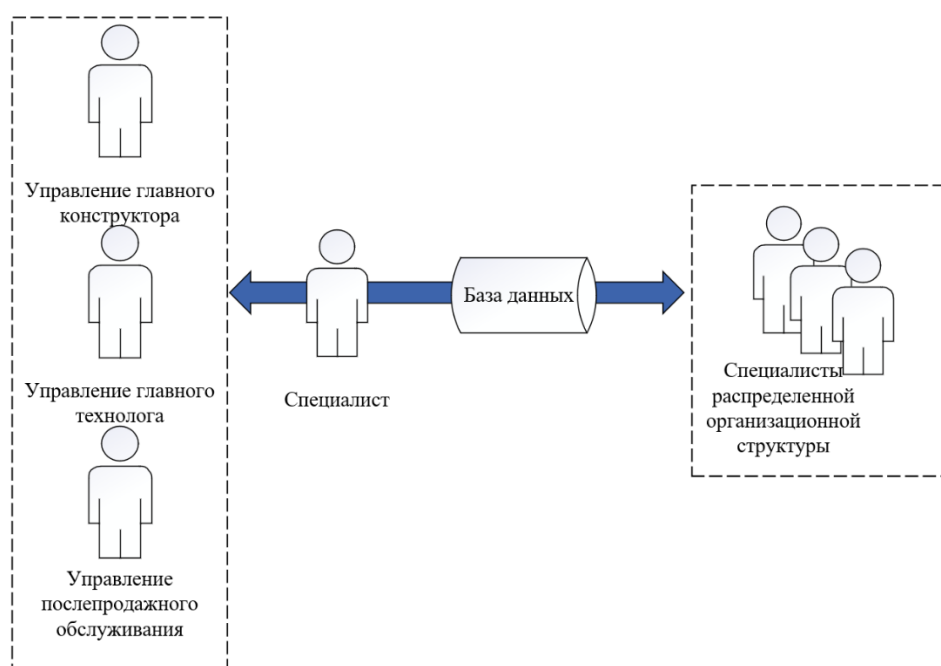 Управление главного
конструктора
Управление главного
технолога
Управление
послепродажного
обслуживания
Специалист
База данных
Специалисты
распределенной
организационной
структуры